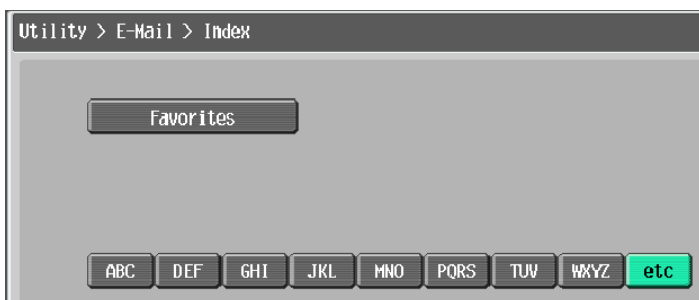 Utility > E-Mail > Index
Favorites
ABC DEF GHI JKL MNO PQRS TUV WXYZ etc